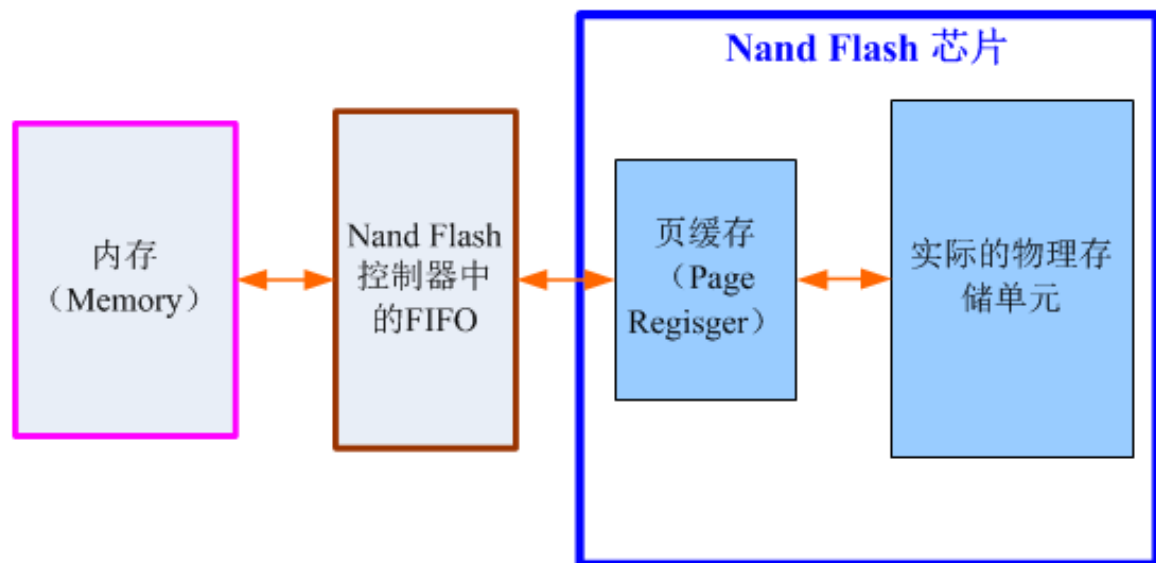 Nand Flash 芯片
内存
（Memory）
Nand Flash
控制器中
的FIFO
页缓存
（Page
Regisger）
实际的物理存
储单元